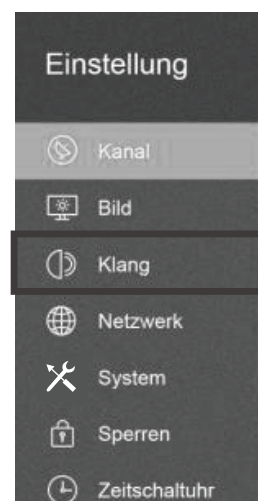 Einstellung
Kanal
Bild
Klang
Netzwerk
System
Sperren
Zeitschaltuhr